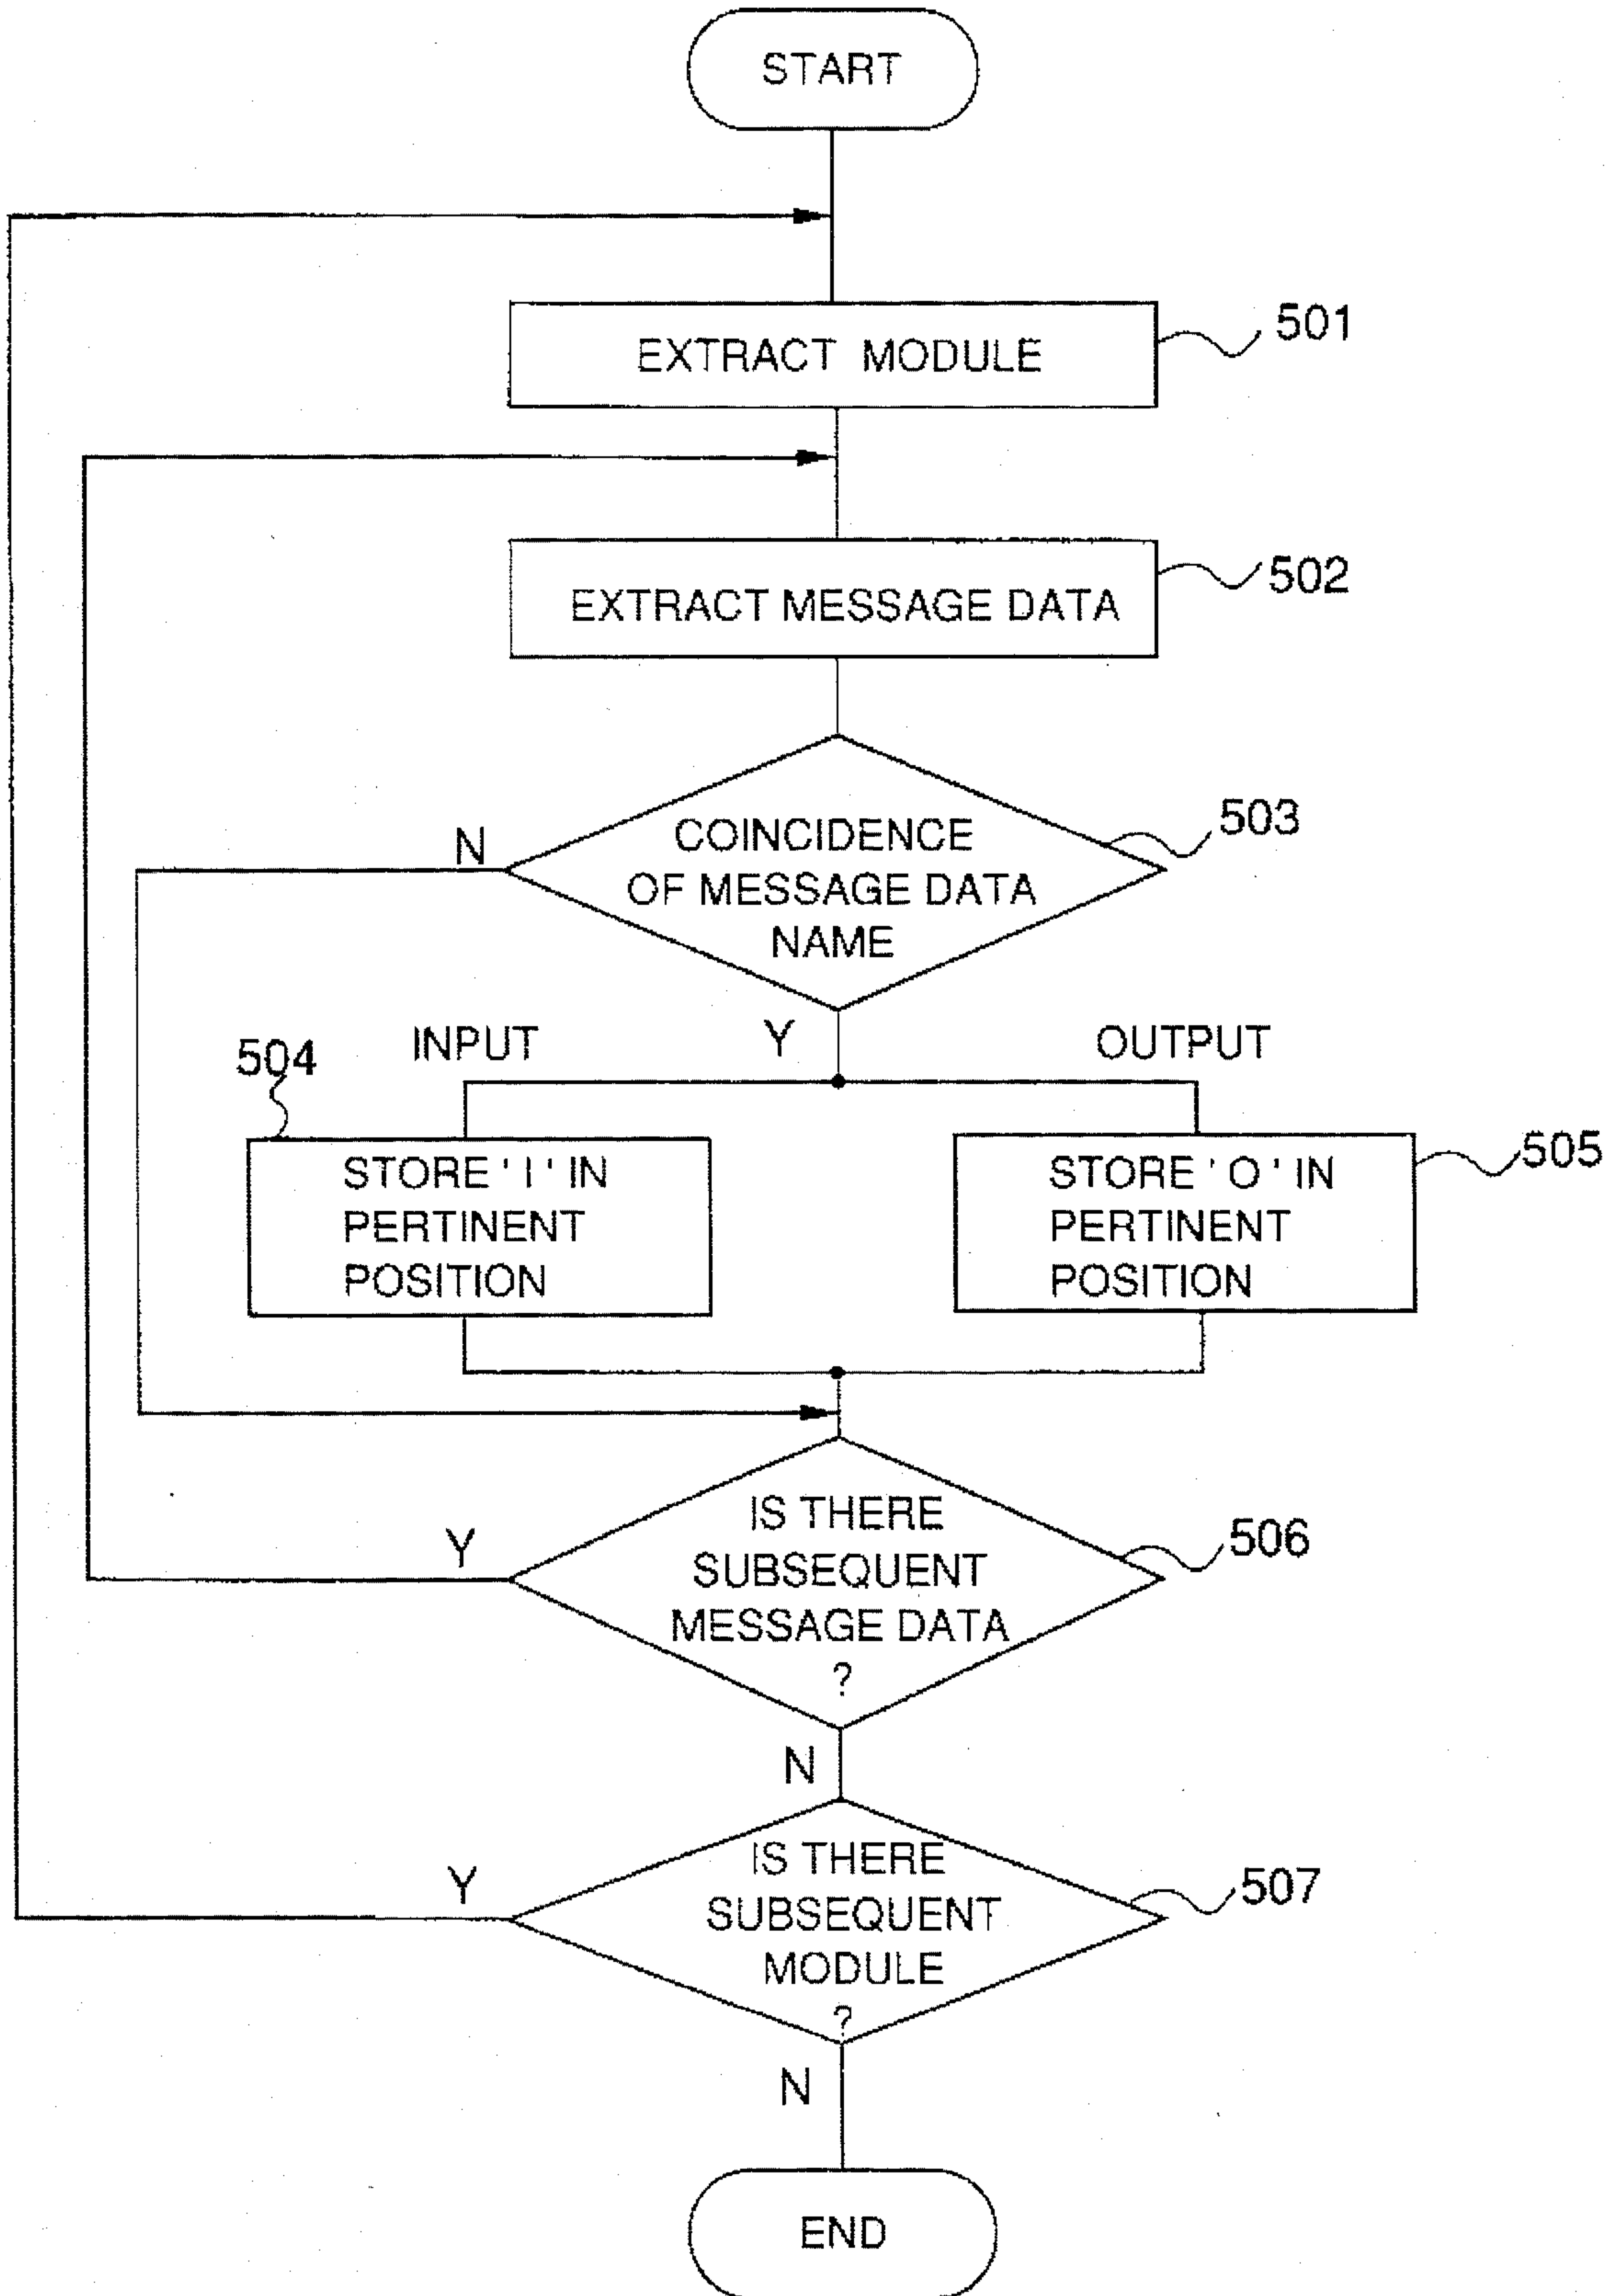 START
EXTRACT MODULE
501
EXTRACT MESSAGE DATA
502
COINCIDENCE
OF MESSAGE DATA
NAME
503
N
Y
INPUT
OUTPUT
504
STORE ' I ' IN
PERTINENT
POSITION
STORE ' O ' IN
PERTINENT
POSITION
505
IS THERE
SUBSEQUENT
MESSAGE DATA
?
506
Y
N
IS THERE
SUBSEQUENT
MODULE
?
507
Y
N
END